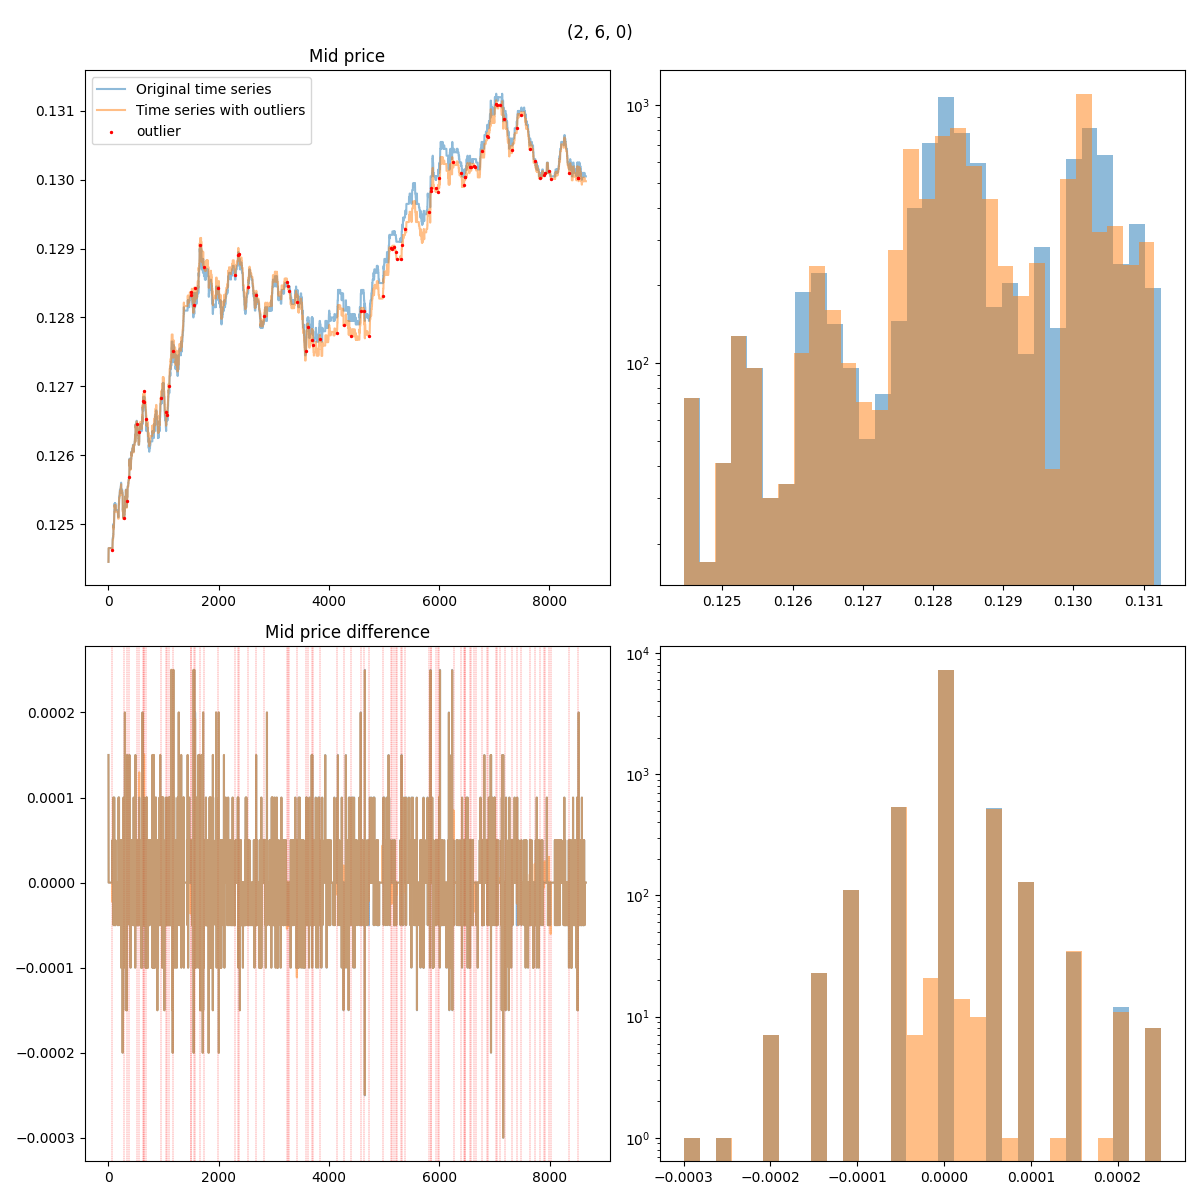 (2, 6, 0)
Mid price
Original time series
Time series with outliers
outlier
0.131
0.130
0.129
0.128
0.127
0.126
0.125
0 2000 4000 6000 8000
10³
10²
0.125 0.126 0.127 0.128 0.129 0.130 0.131
Mid price difference
0.0002
0.0001
0.0000
−0.0001
−0.0002
−0.0003
0 2000 4000 6000 8000
10⁴
10³
10²
10¹
10⁰
−0.0003 −0.0002 −0.0001 0.0000 0.0001 0.0002